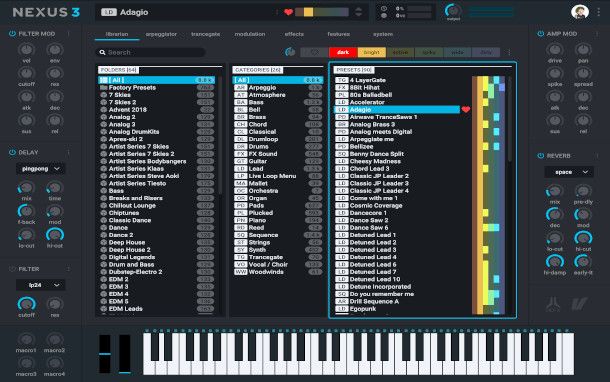 NEXUS 3
LD Adagio
0%
0
output
librarian arpeggiator trancegate modulation effects features system
Search
dark bright active spiky wide dirty
FILTER MOD
vel env
cutoff res
atk dec
sus rel
DELAY
pingpong
mix time
f-back mod
lo-cut hi-cut
FILTER
lp24
cutoff res
macro1 macro2
macro3 macro4
FOLDERS [64]
[ All ]
Factory Presets
7 Skies
7 Skies 2
Advent 2018
Analog 2
Analog 3
Analog DrumKits
Apres-ski 2
Artist Series 7 Skies
Artist Series 7 Skies 2
Artist Series Bodybangers
Artist Series Klaas
Artist Series Steve Aoki
Artist Series Tiesto
Bass
Breaks and Risers
Chillout Lounge
Chiptunes
Classic Dance
Dance
Dance 2
Deep House
Deep House 2
Digital Legends
Drum and Bass
Dubstep-Electro 2
EDM 2
EDM 3
EDM 4
EDM 5
EDM Leads
CATEGORIES [26]
[ All ]
AR Arpeggio
AT Atmosphere
BA Bass
BL Bell
BR Brass
CH Chord
CL Classical
DL Drumloop
DR Drums
FX FX Sound
GT Guitar
LD Lead
LP Live Loop Menu
MA Mallet
OC Orchestra
OR Organ
PD Pads
PL Plucked
PN Piano
RD Reed
SQ Sequence
ST Strings
SY Synth
TG Trancegate
VO Vocal / Choir
WW Woodwinds
PRESETS [90]
TG 4 LayerGate
FX 8Bit Hihat
PL 80s Balladbell
LD Accelerator
LD Adagio
PD Airwave TranceSaws 1
BR Analog Brass 3
PD Analog meets Digital
LD Arpeggiate me
PD Bellizee
SQ Benny Dance Split
LD Cheesy Madness
LD Chord Lead 3
LD Classic JP Leader 2
LD Classic JP Leader 3
LD Classic JP Leader 4
LD Come with me 1
LD Cosmic Coverage
LD Dancecore 1
LD Dance Saw 2
LD Dance Saw 6
LD Detuned Lead 1
LD Detuned Lead 2
LD Detuned Lead 3
LD Detuned Lead 4
LD Detuned Lead 6
LD Detuned Lead 7
LD Detuned Lead 10
LD Detune Incorporated
SQ Do you remember me
AR Drill Sequence A
LD Egopunk
AMP MOD
drive pan
spike spread
atk dec
sus rel
REVERB
space
mix pre-dly
dec mod
lo-cut hi-cut
hi-damp early-lt